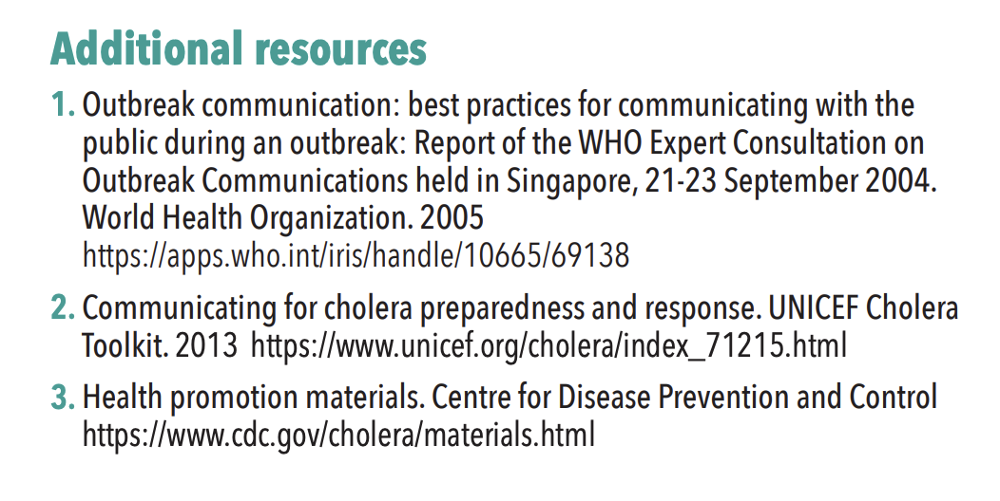 Additional resources
1. Outbreak communication: best practices for communicating with the
public during an outbreak: Report of the WHO Expert Consultation on
Outbreak Communications held in Singapore, 21-23 September 2004.
World Health Organization. 2005
https://apps.who.int/iris/handle/10665/69138
2. Communicating for cholera preparedness and response. UNICEF Cholera
Toolkit. 2013 https://www.unicef.org/cholera/index_71215.html
3. Health promotion materials. Centre for Disease Prevention and Control
https://www.cdc.gov/cholera/materials.html